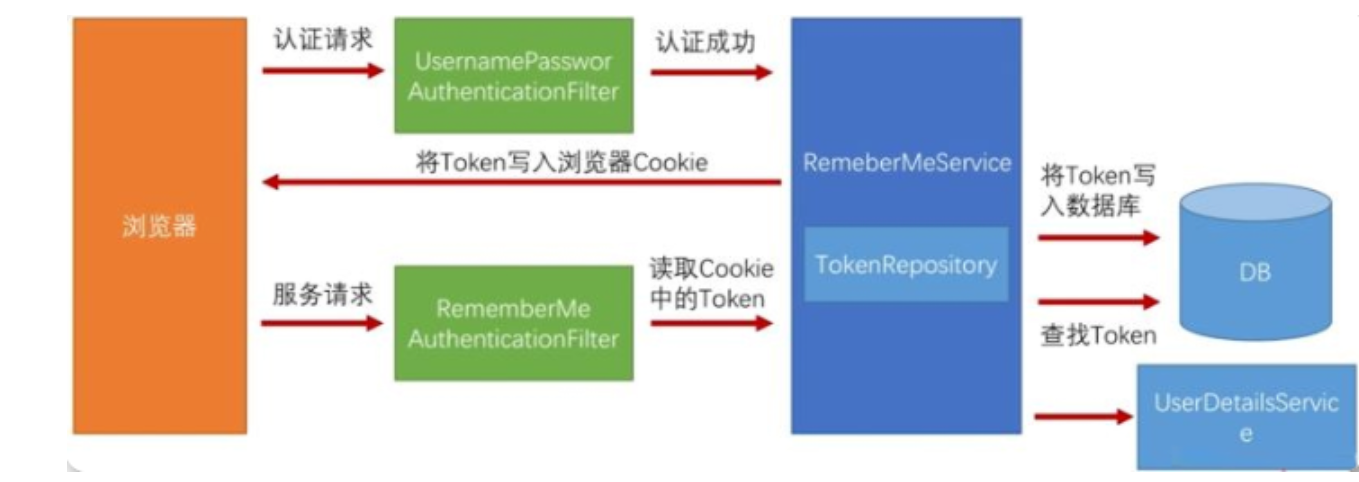 认证请求
UsernamePasswor
AuthenticationFilter
认证成功
将Token写入浏览器Cookie
RemeberMeService
将Token写
入数据库
浏览器
TokenRepository
DB
服务请求
RememberMe
AuthenticationFilter
读取Cookie
中的Token
查找Token
UserDetailsServic
e